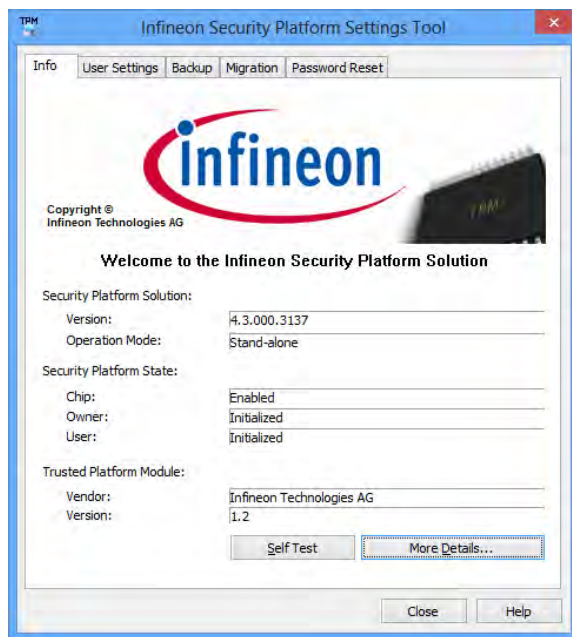 TPM
Infineon Security Platform Settings Tool
Info User Settings Backup Migration Password Reset
infineon
TPM
Copyright ©
Infineon Technologies AG
Welcome to the Infineon Security Platform Solution
Security Platform Solution:
Version: 4.3.000.3137
Operation Mode: Stand-alone
Security Platform State:
Chip: Enabled
Owner: Initialized
User: Initialized
Trusted Platform Module:
Vendor: Infineon Technologies AG
Version: 1.2
Self Test More Details...
Close Help